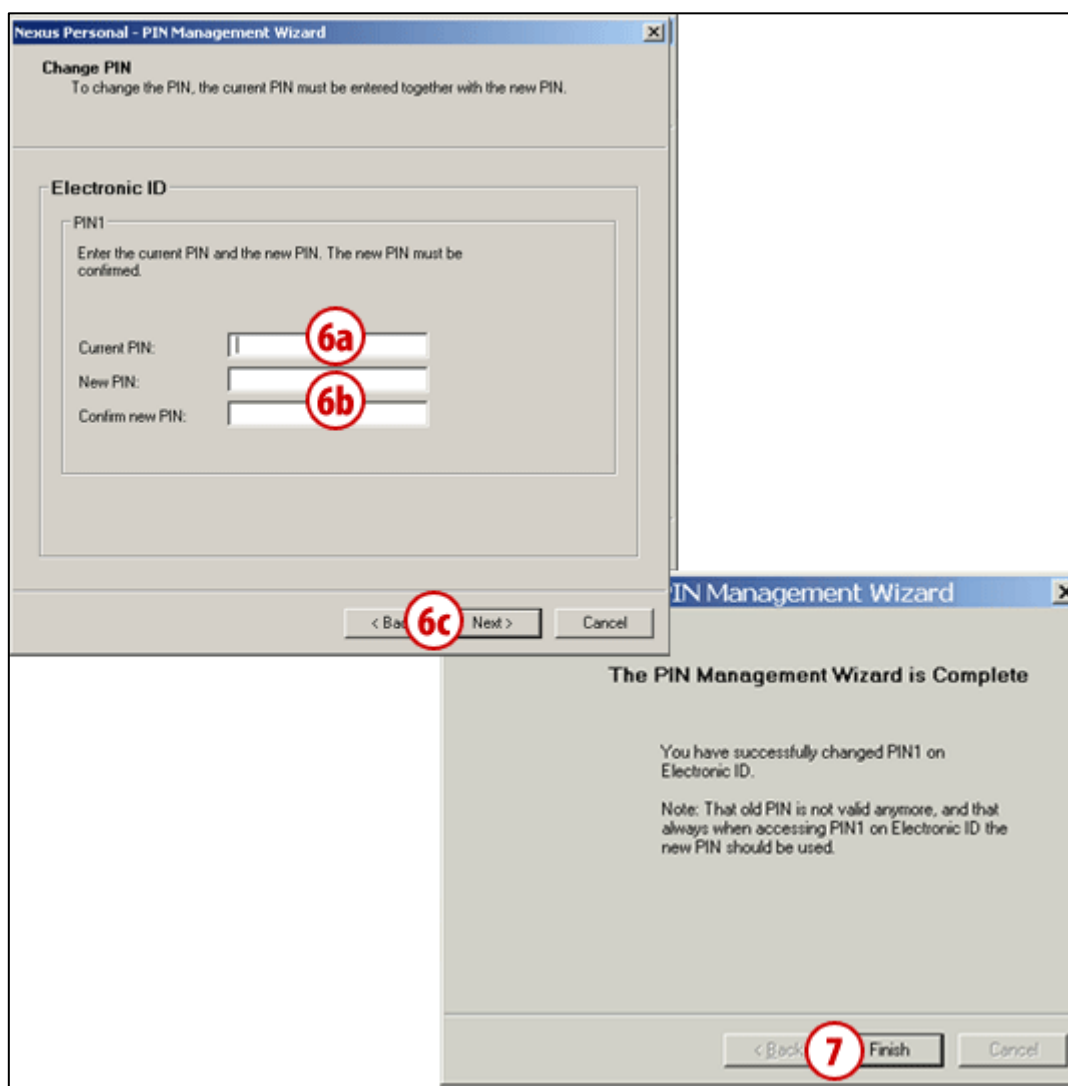 Nexus Personal - PIN Management Wizard
Change PIN
To change the PIN, the current PIN must be entered together with the new PIN.
Electronic ID
PIN1
Enter the current PIN and the new PIN. The new PIN must be
confirmed.
Current PIN:
6a
New PIN:
6b
Confirm new PIN:
< Bac
6c
Next >
Cancel
PIN Management Wizard
The PIN Management Wizard is Complete
You have successfully changed PIN1 on
Electronic ID.
Note: That old PIN is not valid anymore, and that
always when accessing PIN1 on Electronic ID the
new PIN should be used.
< Back
7
Finish
Cancel